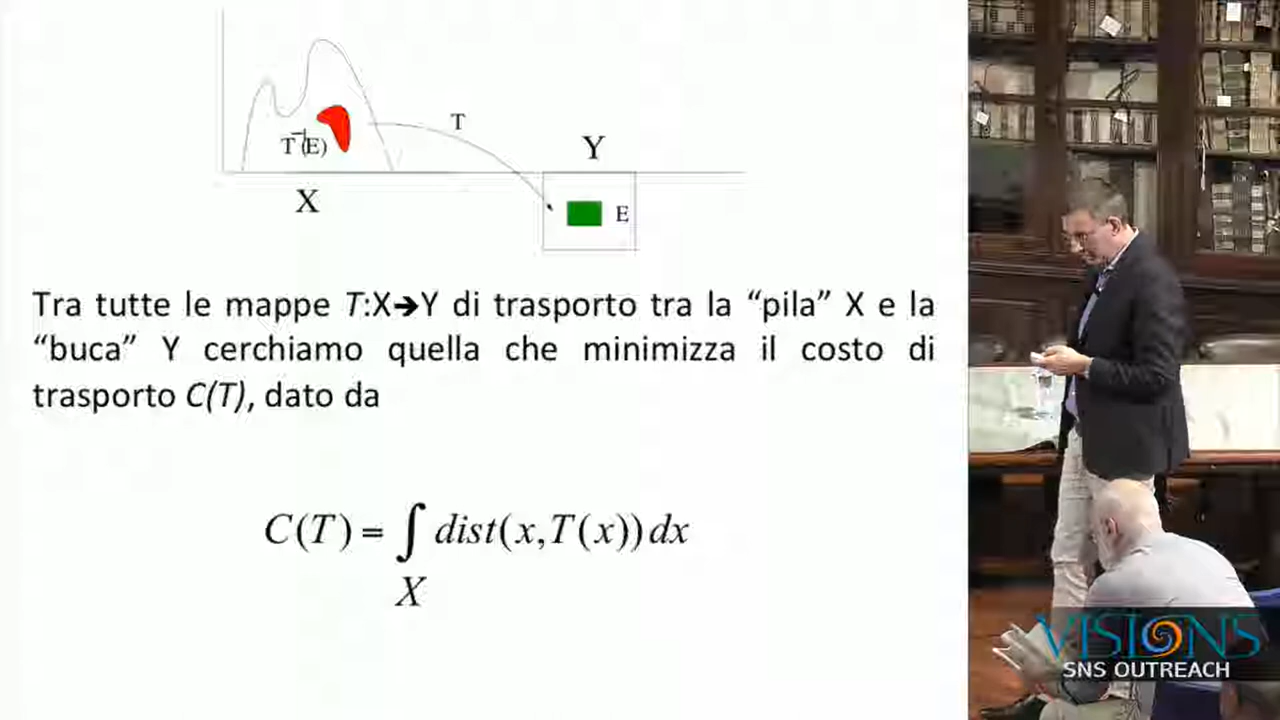 T
Y
T⁻¹(E)
X
E
Tra tutte le mappe T:X➔Y di trasporto tra la “pila” X e la
“buca” Y cerchiamo quella che minimizza il costo di
trasporto C(T), dato da
C(T) = ∫ dist(x,T(x)) dx
X
VISIONS
SNS OUTREACH